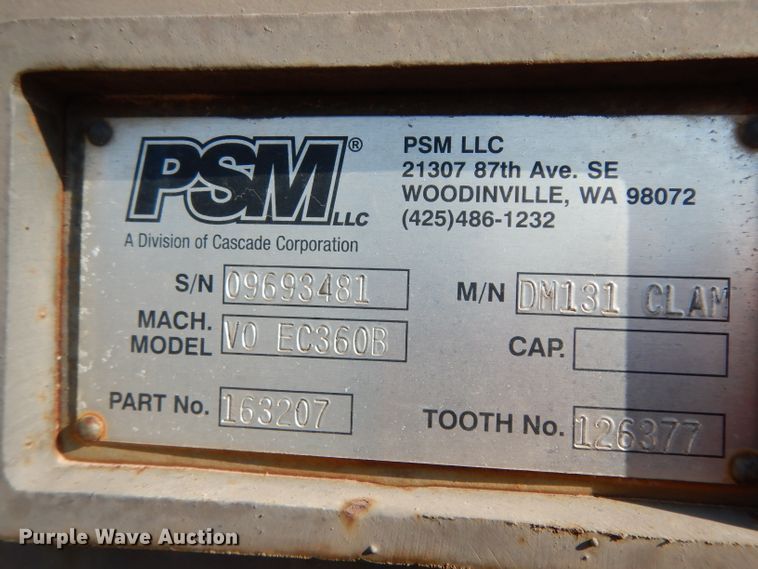 PSM® LLC
A Division of Cascade Corporation
PSM LLC
21307 87th Ave. SE
WOODINVILLE, WA 98072
(425)486-1232
S/N 09693481
M/N DM131 CLAM
MACH. MODEL VO EC360B
CAP.
PART No. 163207
TOOTH No. 126377
Purple Wave Auction